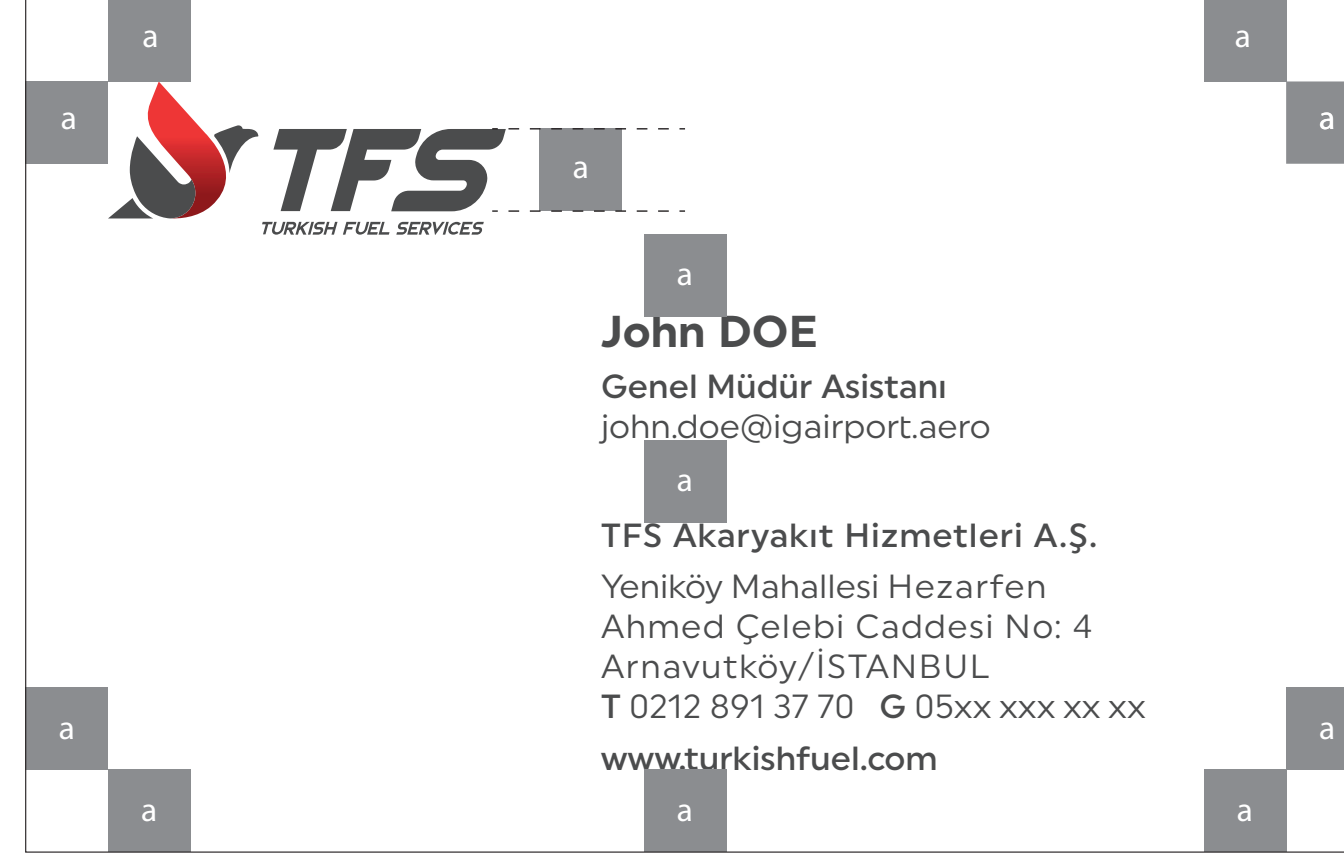 a
a
a
a
TFS
a
TURKISH FUEL SERVICES
a
John DOE
Genel Müdür Asistanı
john.doe@igairport.aero
a
TFS Akaryakıt Hizmetleri A.Ş.
Yeniköy Mahallesi Hezarfen
Ahmed Çelebi Caddesi No: 4
Arnavutköy/İSTANBUL
T 0212 891 37 70 G 05xx xxx xx xx
a
a
www.turkishfuel.com
a
a
a